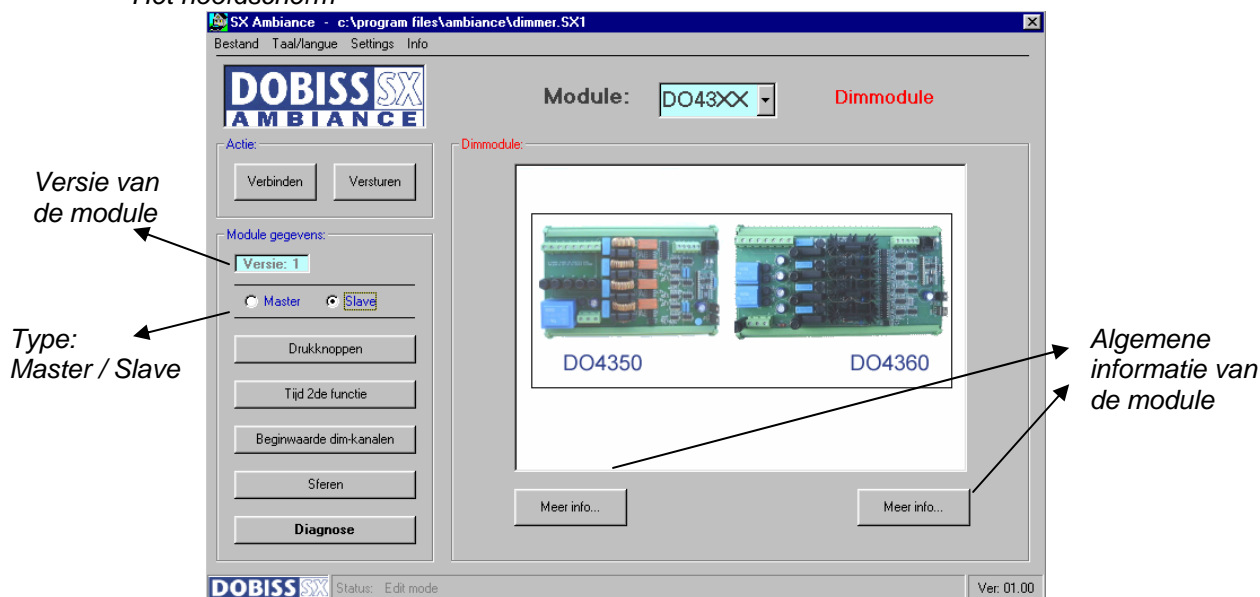 Het hoofdscherm
SX Ambiance - c:\program files\ambiance\dimmer.SX1
Bestand Taal/langue Settings Info
DOBISS SX
AMBIANCE
Module:
DO43XX
Dimmodule
Actie:
Verbinden
Versturen
Dimmodule:
Versie van
de module
Module gegevens:
Versie: 1
Master
Slave
Type:
Master / Slave
Drukknoppen
Tijd 2de functie
Beginwaarde dim-kanalen
Sferen
Diagnose
DO4350
DO4360
Algemene
informatie van
de module
Meer info...
Meer info...
DOBISS SX
Status: Edit mode
Ver: 01.00